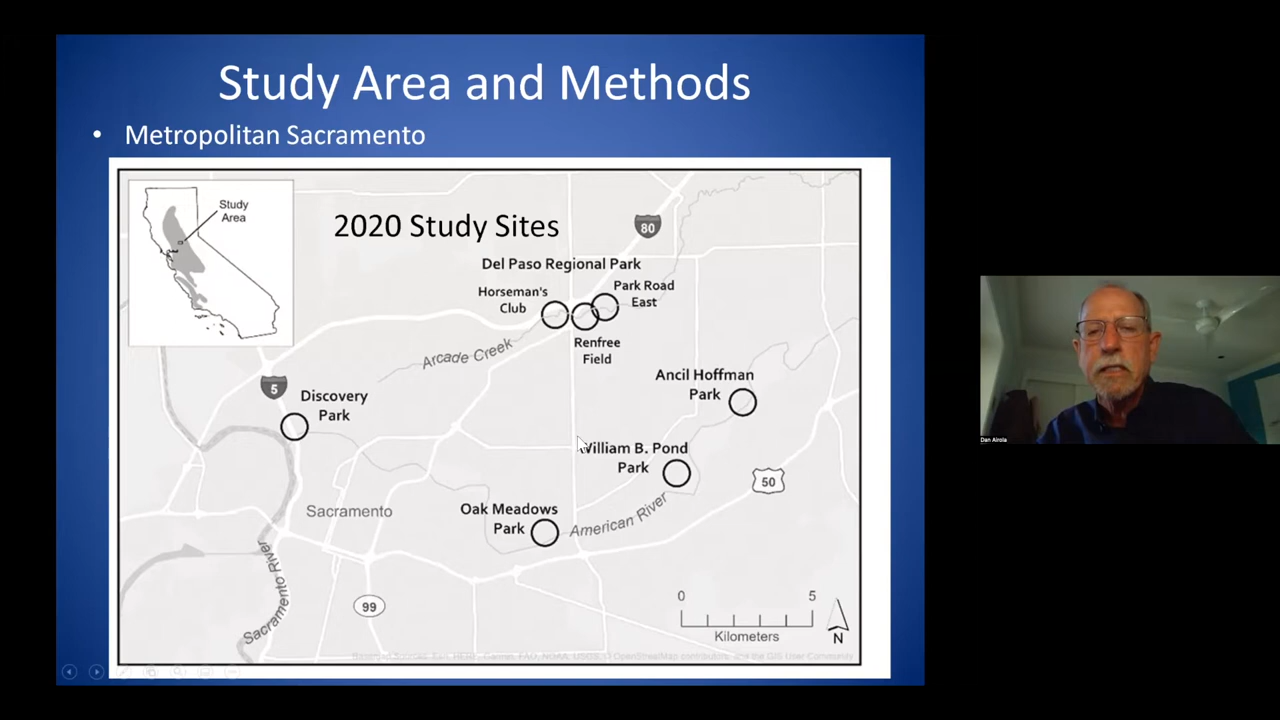 Study Area and Methods
• Metropolitan Sacramento
Study
Area
2020 Study Sites
80
Del Paso Regional Park
Horseman's
Club
Park Road
East
Renfree
Field
Arcade Creek
Ancil Hoffman
Park
5
Discovery
Park
William B. Pond
Park
50
Sacramento
Oak Meadows
Park
American River
Sacramento River
99
0 5
Kilometers
N
Dan Airola